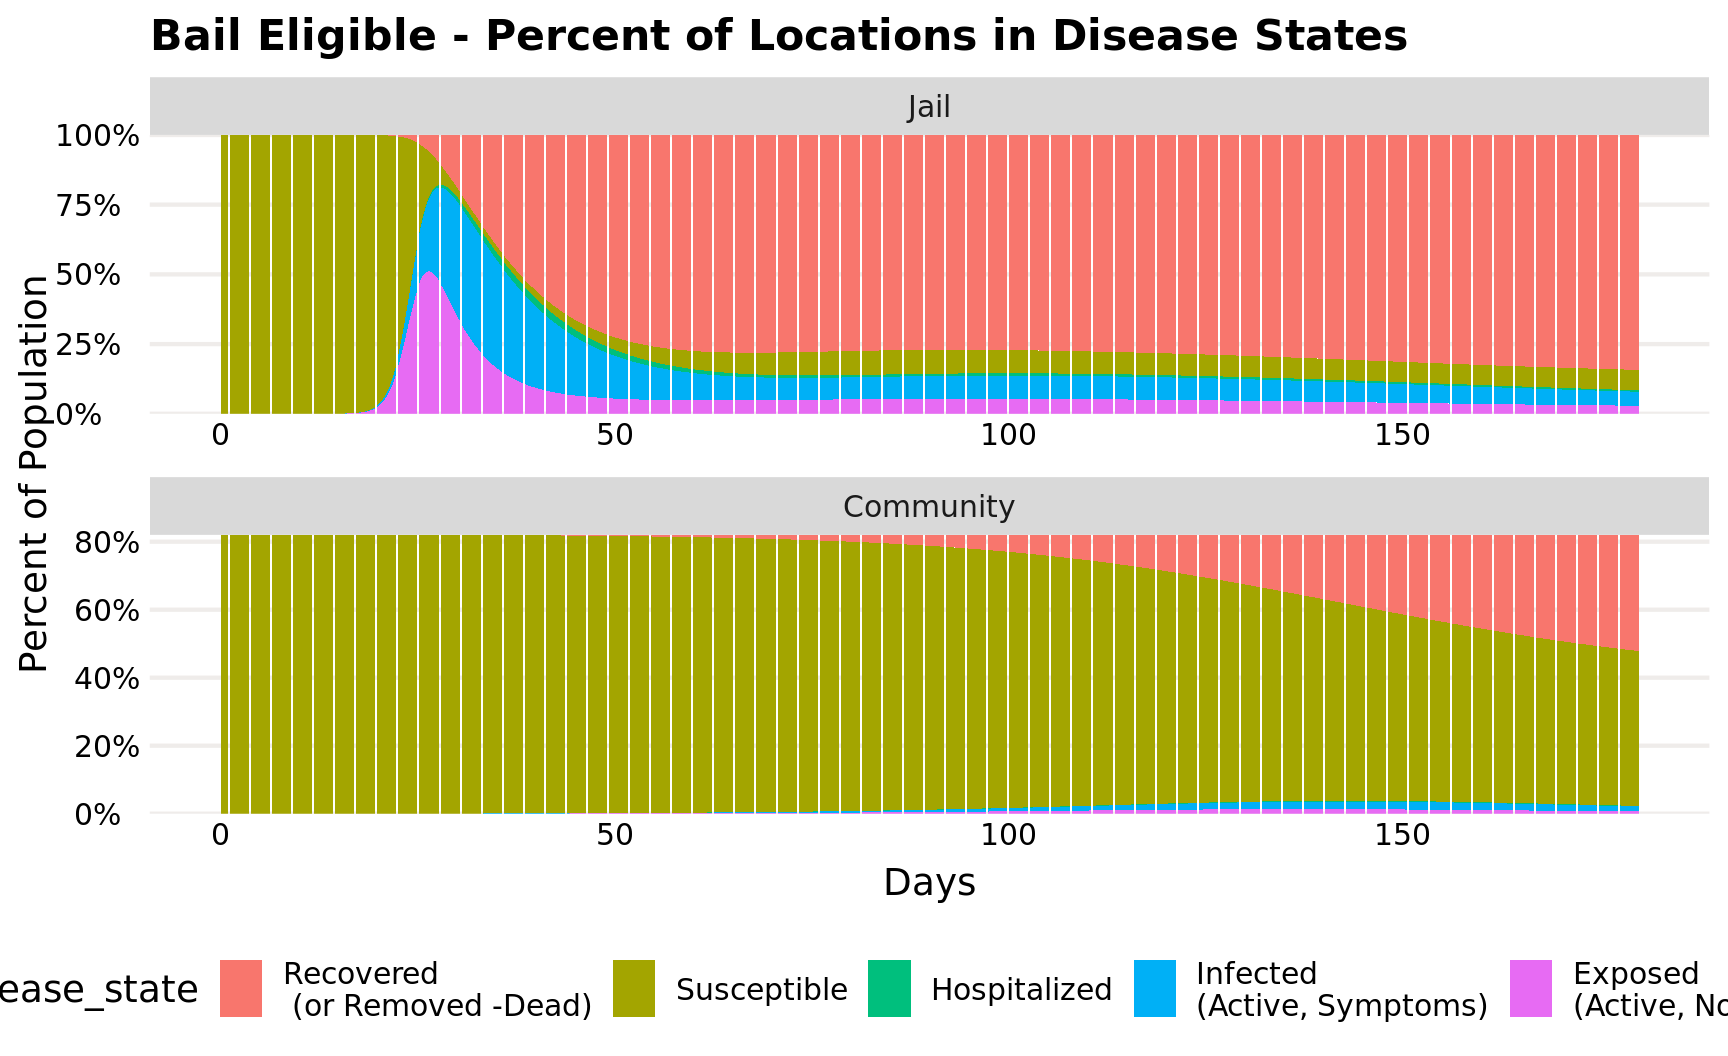 Bail Eligible - Percent of Locations in Disease States
Jail
100%
75%
50%
25%
0%
0 50 100 150
Percent of Population
Community
80%
60%
40%
20%
0%
0 50 100 150
Days
ease_state
Recovered
(or Removed -Dead)
Susceptible
Hospitalized
Infected
(Active, Symptoms)
Exposed
(Active, No